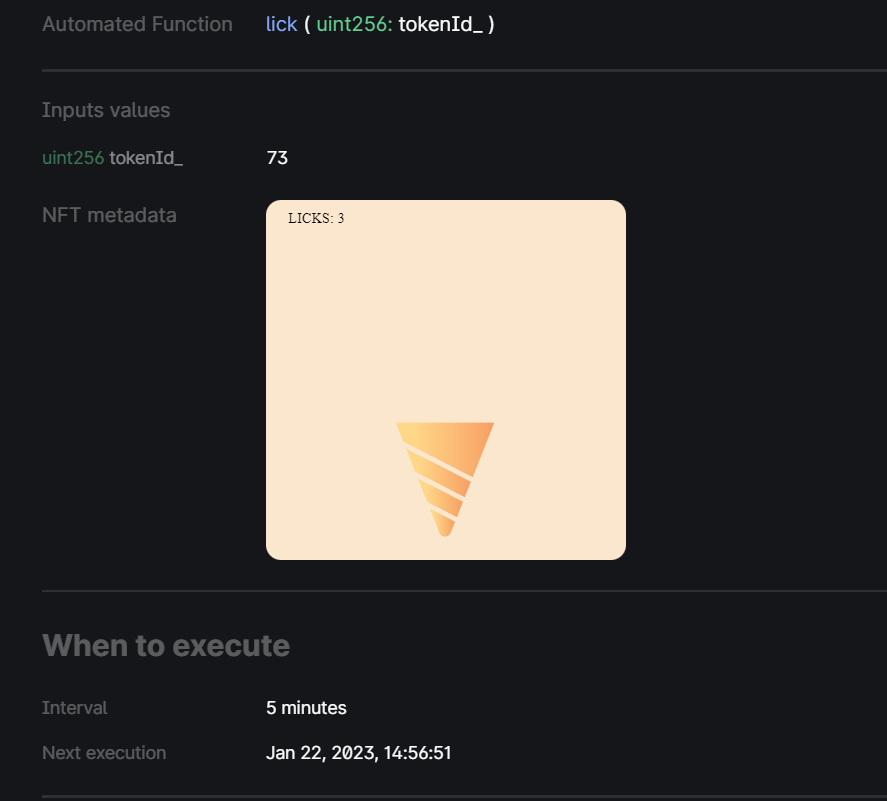 Automated Function lick ( uint256: tokenId_ )
Inputs values
uint256 tokenId_ 73
NFT metadata
LICKS: 3
When to execute
Interval 5 minutes
Next execution Jan 22, 2023, 14:56:51